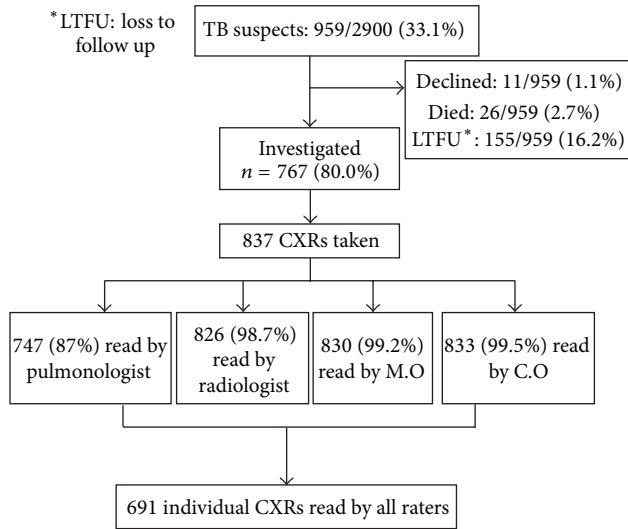 *LTFU: loss to
follow up
TB suspects: 959/2900 (33.1%)
Declined: 11/959 (1.1%)
Died: 26/959 (2.7%)
LTFU*: 155/959 (16.2%)
Investigated
n = 767 (80.0%)
837 CXRs taken
747 (87%) read by
pulmonologist
826 (98.7%)
read by
radiologist
830 (99.2%)
read by M.O
833 (99.5%) read
by C.O
691 individual CXRs read by all raters